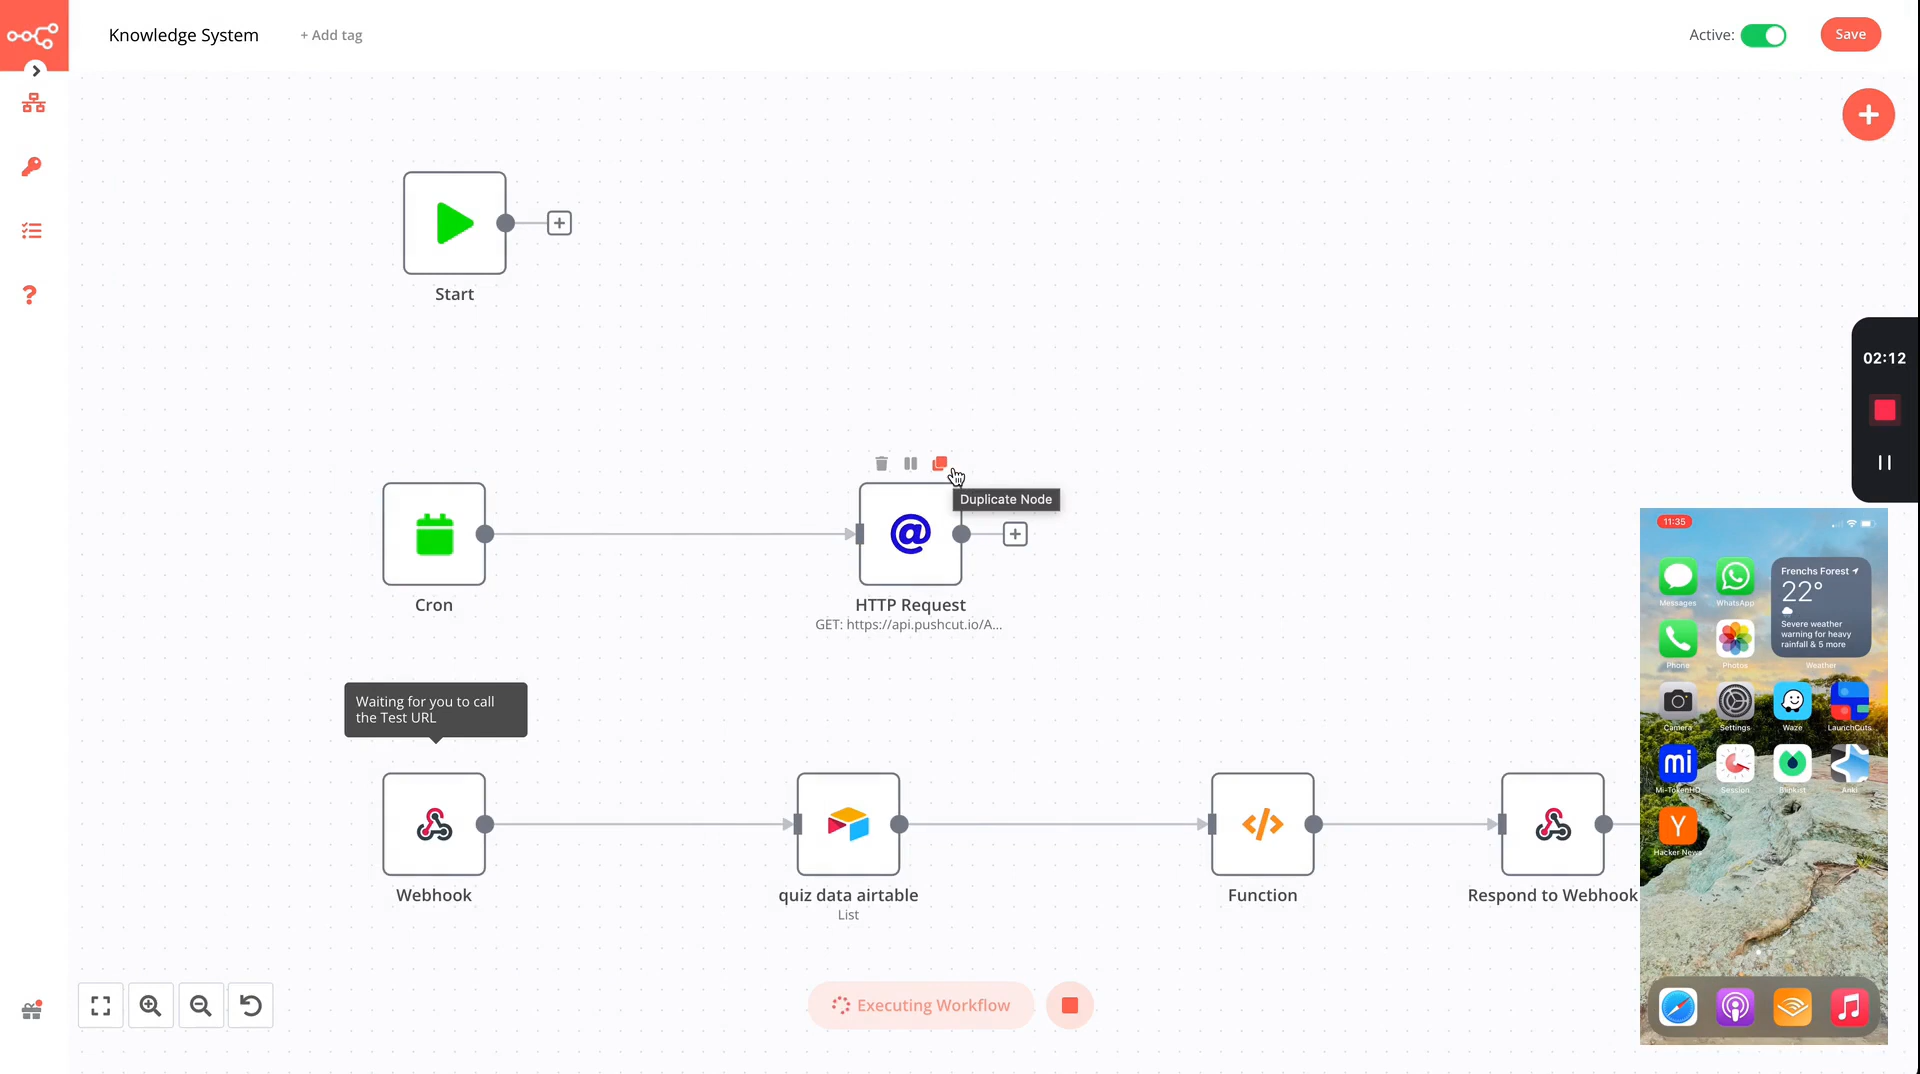 Knowledge System
+ Add tag
Active:
Save
Start
02:12
Duplicate Node
@
Cron
HTTP Request
GET: https://api.pushcut.io/A...
Waiting for you to call
the Test URL
Webhook
quiz data airtable
List
Function
Respond to Webhook
Executing Workflow
11:35
Messages
WhatsApp
Frenchs Forest
22°
Severe weather
warning for heavy
rainfall & 5 more
Phone
Photos
Weather
Camera
Settings
Waze
LaunchCuts
mi
Mi-TokenHD
Session
Blinkist
Anki
Y
Hacker News